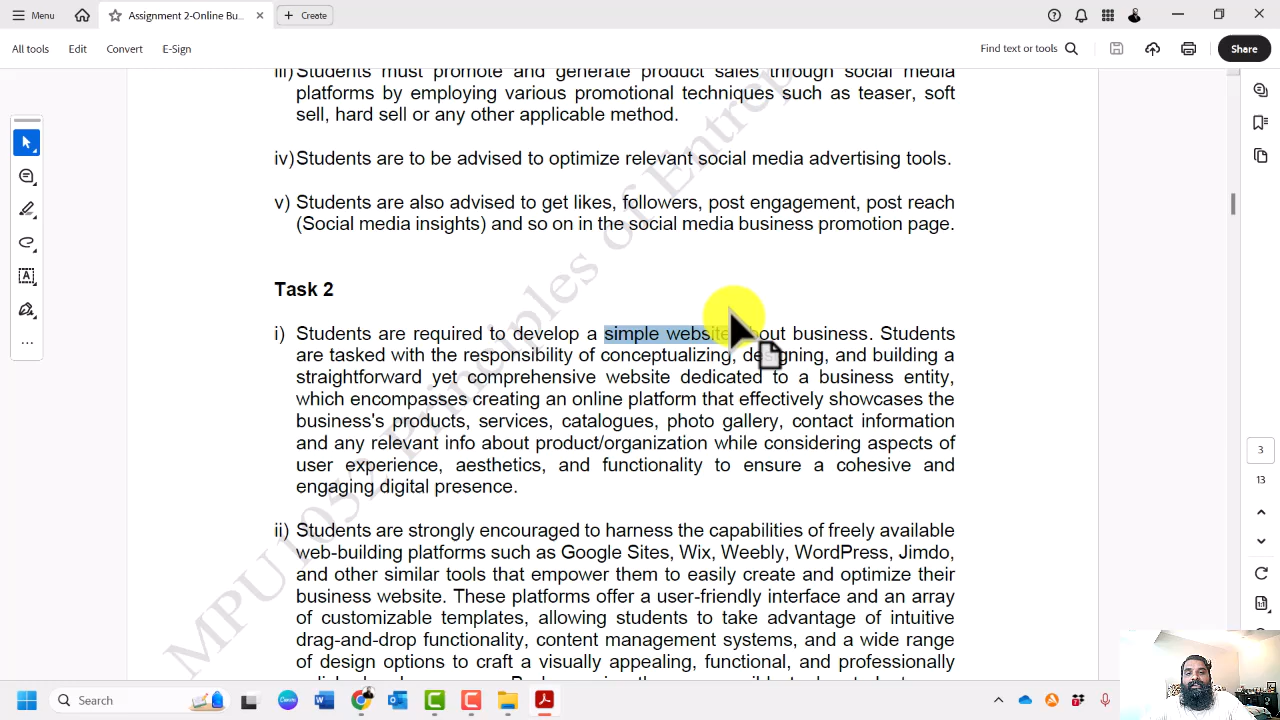 Menu
Assignment 2-Online Bu...
Create
All tools
Edit
Convert
E-Sign
Find text or tools
Share
iii) Students must promote and generate product sales through social media
platforms by employing various promotional techniques such as teaser, soft
sell, hard sell or any other applicable method.
iv) Students are to be advised to optimize relevant social media advertising tools.
v) Students are also advised to get likes, followers, post engagement, post reach
(Social media insights) and so on in the social media business promotion page.
Task 2
i) Students are required to develop a simple website about business. Students
are tasked with the responsibility of conceptualizing, designing, and building a
straightforward yet comprehensive website dedicated to a business entity,
which encompasses creating an online platform that effectively showcases the
business's products, services, catalogues, photo gallery, contact information
and any relevant info about product/organization while considering aspects of
user experience, aesthetics, and functionality to ensure a cohesive and
engaging digital presence.
ii) Students are strongly encouraged to harness the capabilities of freely available
web-building platforms such as Google Sites, Wix, Weebly, WordPress, Jimdo,
and other similar tools that empower them to easily create and optimize their
business website. These platforms offer a user-friendly interface and an array
of customizable templates, allowing students to take advantage of intuitive
drag-and-drop functionality, content management systems, and a wide range
of design options to craft a visually appealing, functional, and professionally
MPU1032, Principles of Entrep
3
13
Search